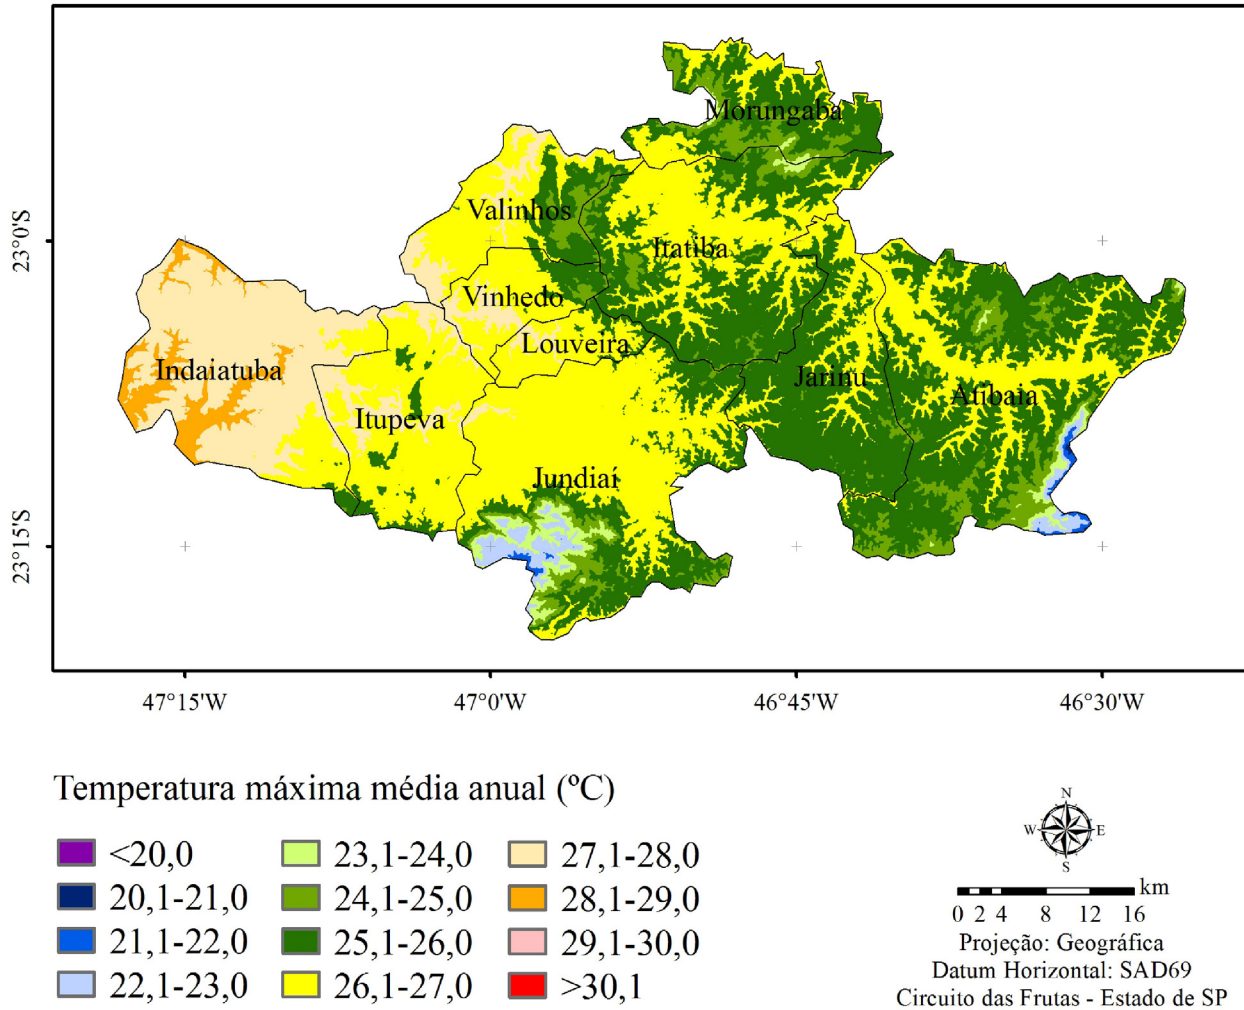 Morungaba
Valinhos
Itatiba
23°0'S
Vinhedo
Louveira
Indaiatuba
Jarinu
Atibaia
Itupeva
Jundiaí
23°15'S
47°15'W 47°0'W 46°45'W 46°30'W
Temperatura máxima média anual (ºC)
<20,0 23,1-24,0 27,1-28,0
20,1-21,0 24,1-25,0 28,1-29,0
21,1-22,0 25,1-26,0 29,1-30,0
22,1-23,0 26,1-27,0 >30,1
N
W E
S
km
0 2 4 8 12 16
Projeção: Geográfica
Datum Horizontal: SAD69
Circuito das Frutas - Estado de SP